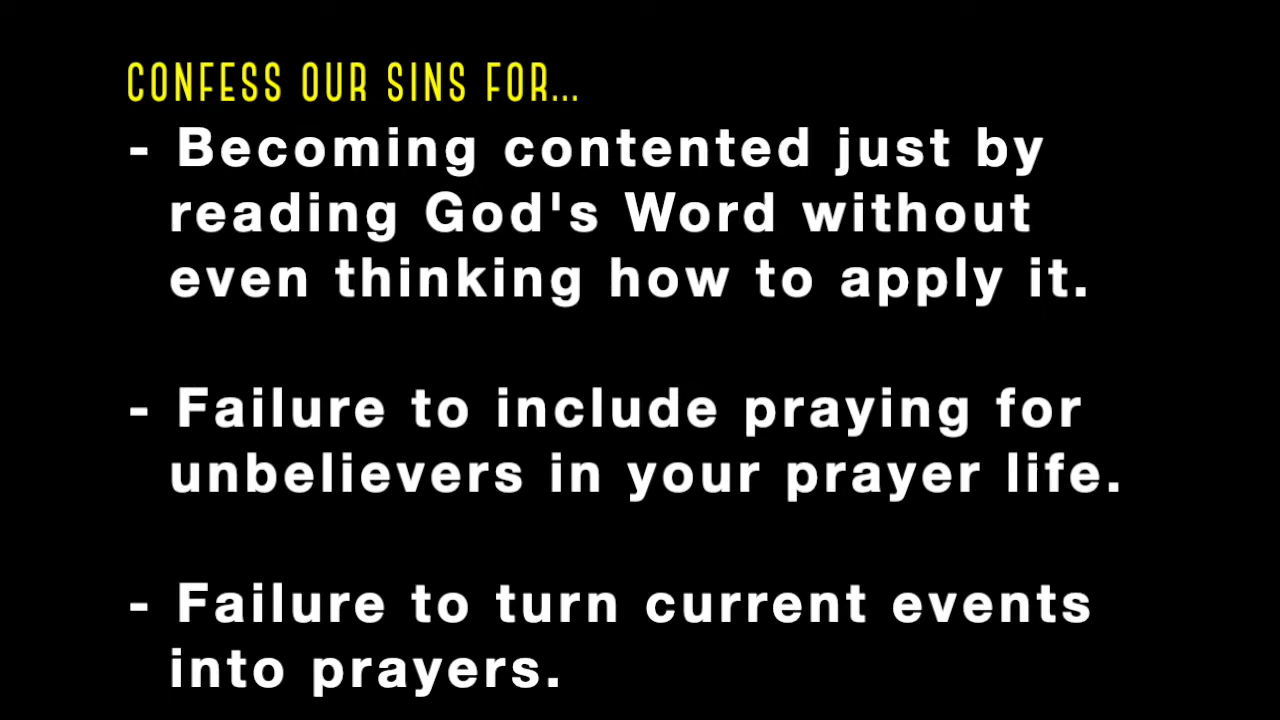 CONFESS OUR SINS FOR...
- Becoming contented just by
reading God's Word without
even thinking how to apply it.
- Failure to include praying for
unbelievers in your prayer life.
- Failure to turn current events
into prayers.